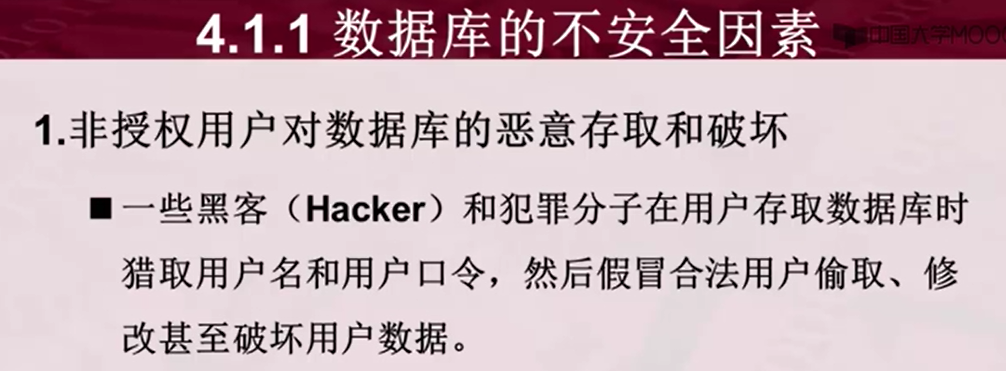 4.1.1 数据库的不安全因素
中国大学MOO
1.非授权用户对数据库的恶意存取和破坏
■ 一些黑客（Hacker）和犯罪分子在用户存取数据库时
猎取用户名和用户口令，然后假冒合法用户偷取、修
改甚至破坏用户数据。